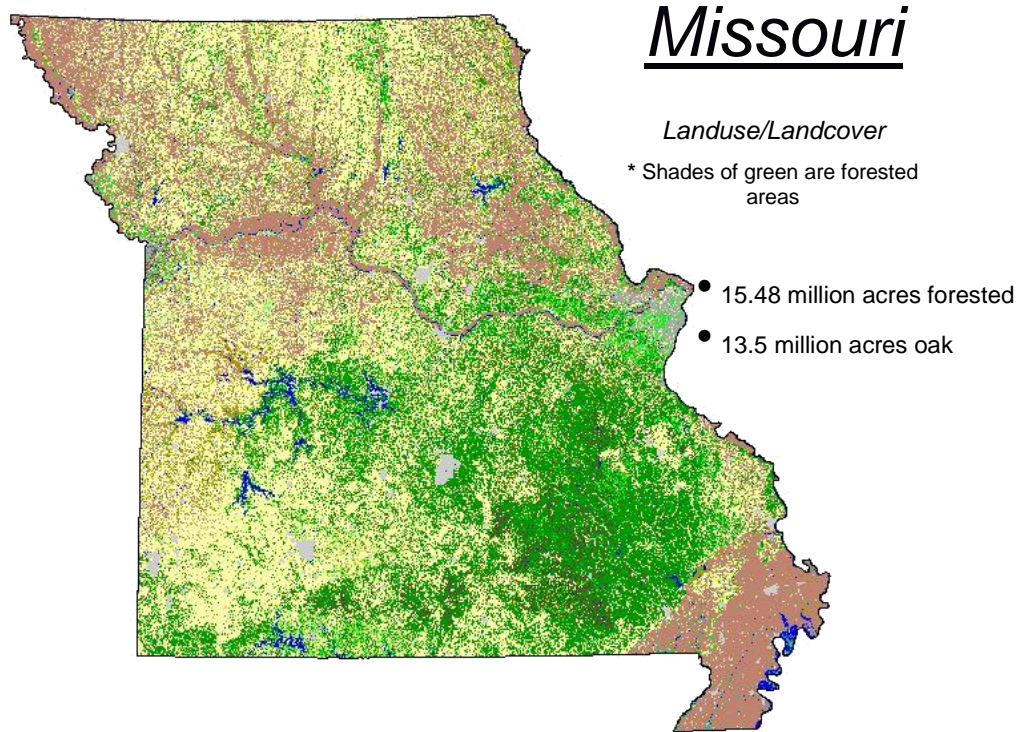 Missouri
Landuse/Landcover
* Shades of green are forested
areas
• 15.48 million acres forested
• 13.5 million acres oak